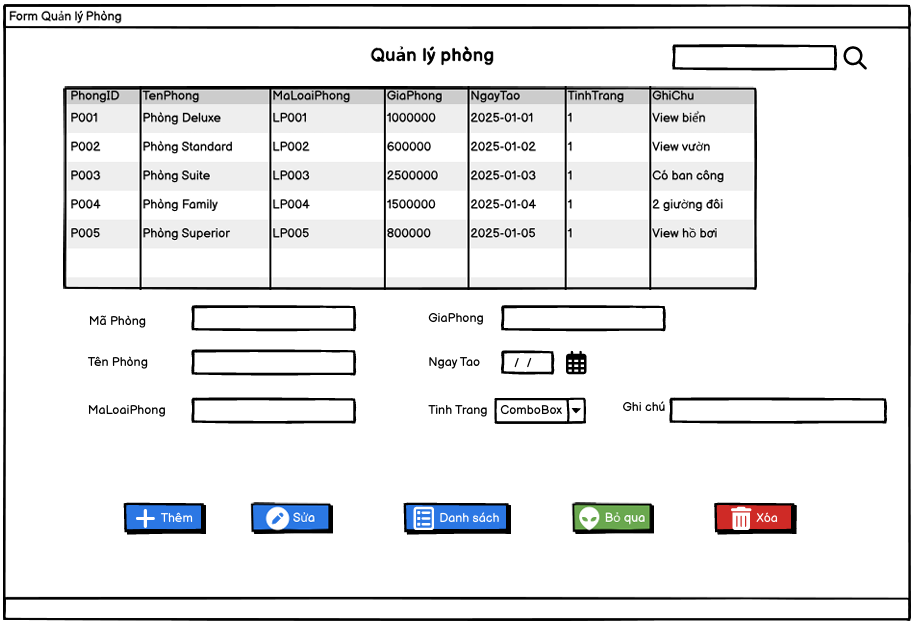 Form Quản lý Phòng
Quản lý phòng
PhongID TenPhong MaLoaiPhong GiaPhong NgayTao TinhTrang GhiChu
P001 Phòng Deluxe LP001 1000000 2025-01-01 1 View biển
P002 Phòng Standard LP002 600000 2025-01-02 1 View vườn
P003 Phòng Suite LP003 2500000 2025-01-03 1 Có ban công
P004 Phòng Family LP004 1500000 2025-01-04 1 2 giường đôi
P005 Phòng Superior LP005 800000 2025-01-05 1 View hồ bơi
Mã Phòng GiaPhong
Tên Phòng Ngay Tao / /
MaLoaiPhong Tinh Trang ComboBox Ghi chú
Thêm Sửa Danh sách Bỏ qua Xóa